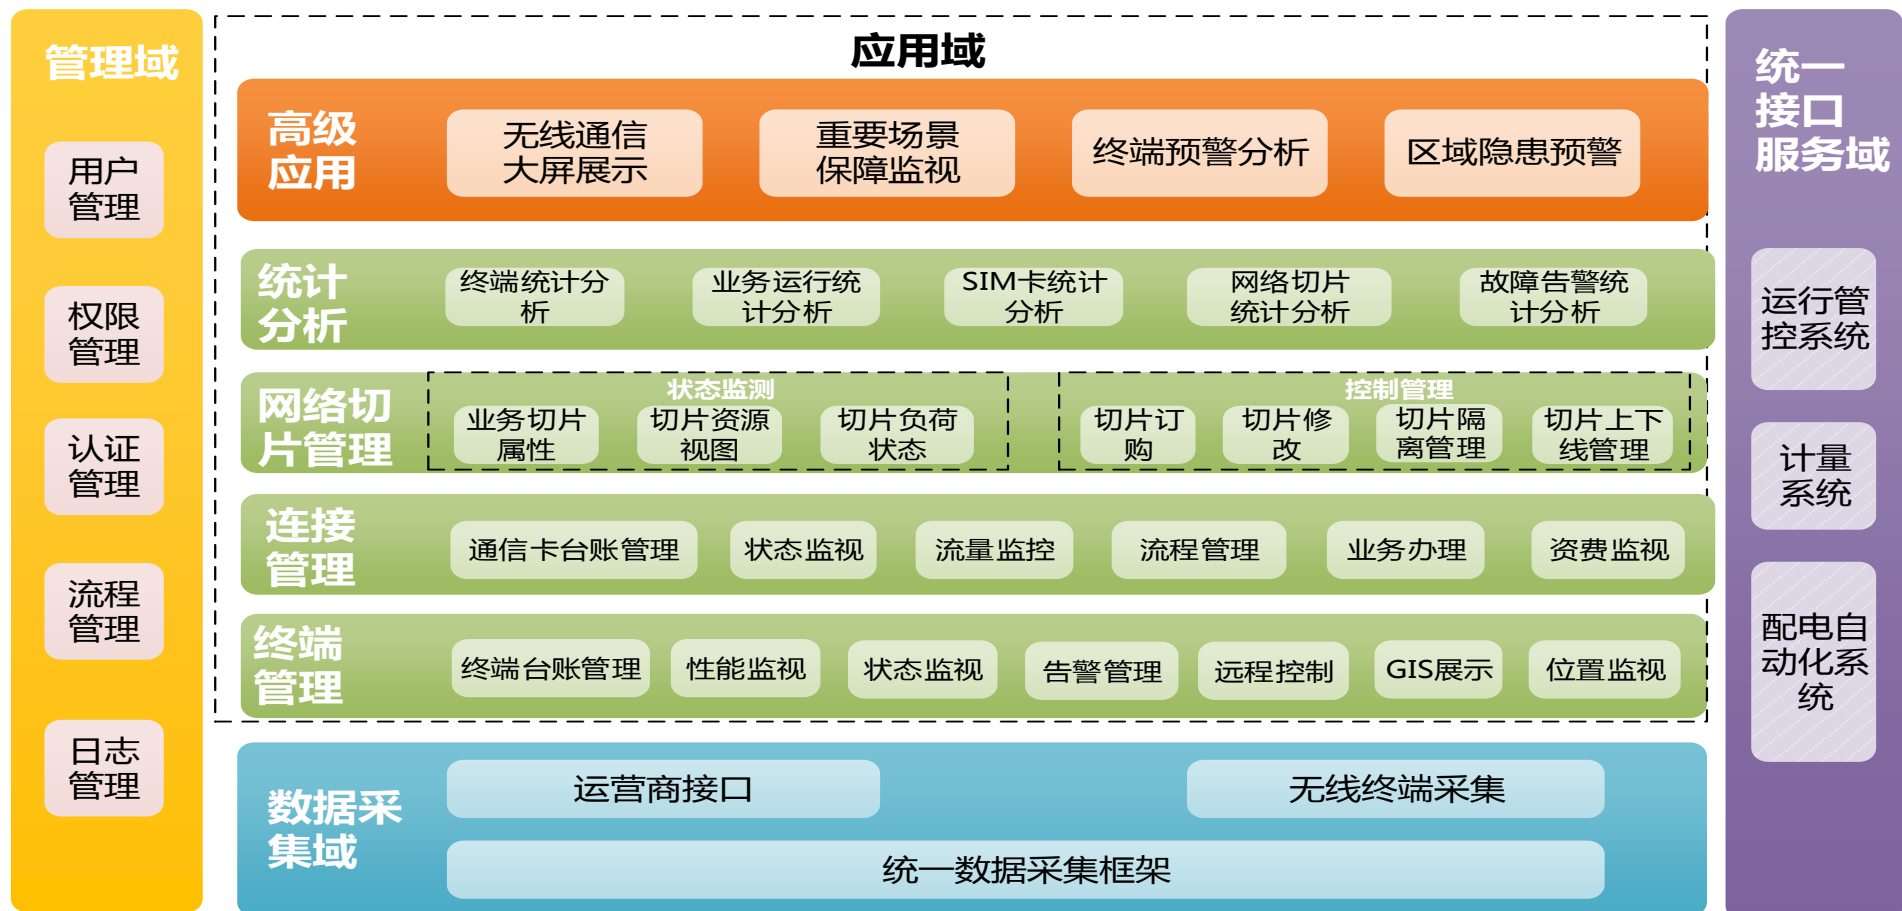 管理域
用户
管理
权限
管理
认证
管理
流程
管理
日志
管理
应用域
高级
应用
无线通信
大屏展示
重要场景
保障监视
终端预警分析
区域隐患预警
统计
分析
终端统计分
析
业务运行统
计分析
SIM卡统计
分析
网络切片
统计分析
故障告警统
计分析
网络切
片管理
状态监测
业务切片
属性
切片资源
视图
切片负荷
状态
控制管理
切片订
购
切片修
改
切片隔
离管理
切片上下
线管理
连接
管理
通信卡台账管理
状态监视
流量监控
流程管理
业务办理
资费监视
终端
管理
终端台账管理
性能监视
状态监视
告警管理
远程控制
GIS展示
位置监视
数据采
集域
运营商接口
无线终端采集
统一数据采集框架
统一
接口
服务域
运行管
控系统
计量
系统
配电自
动化系
统